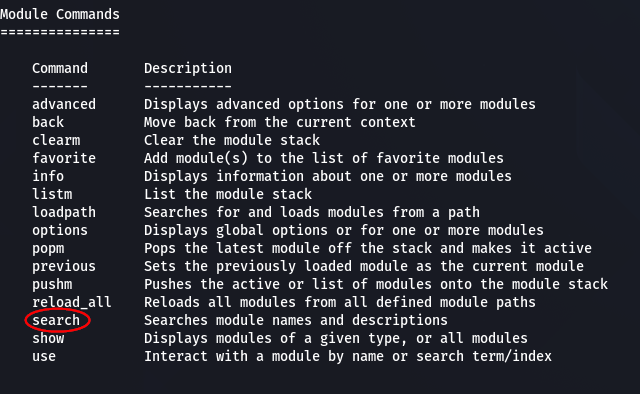 Module Commands
===============
Command Description
------- -----------
advanced Displays advanced options for one or more modules
back Move back from the current context
clearm Clear the module stack
favorite Add module(s) to the list of favorite modules
info Displays information about one or more modules
listm List the module stack
loadpath Searches for and loads modules from a path
options Displays global options or for one or more modules
popm Pops the latest module off the stack and makes it active
previous Sets the previously loaded module as the current module
pushm Pushes the active or list of modules onto the module stack
reload_all Reloads all modules from all defined module paths
search Searches module names and descriptions
show Displays modules of a given type, or all modules
use Interact with a module by name or search term/index